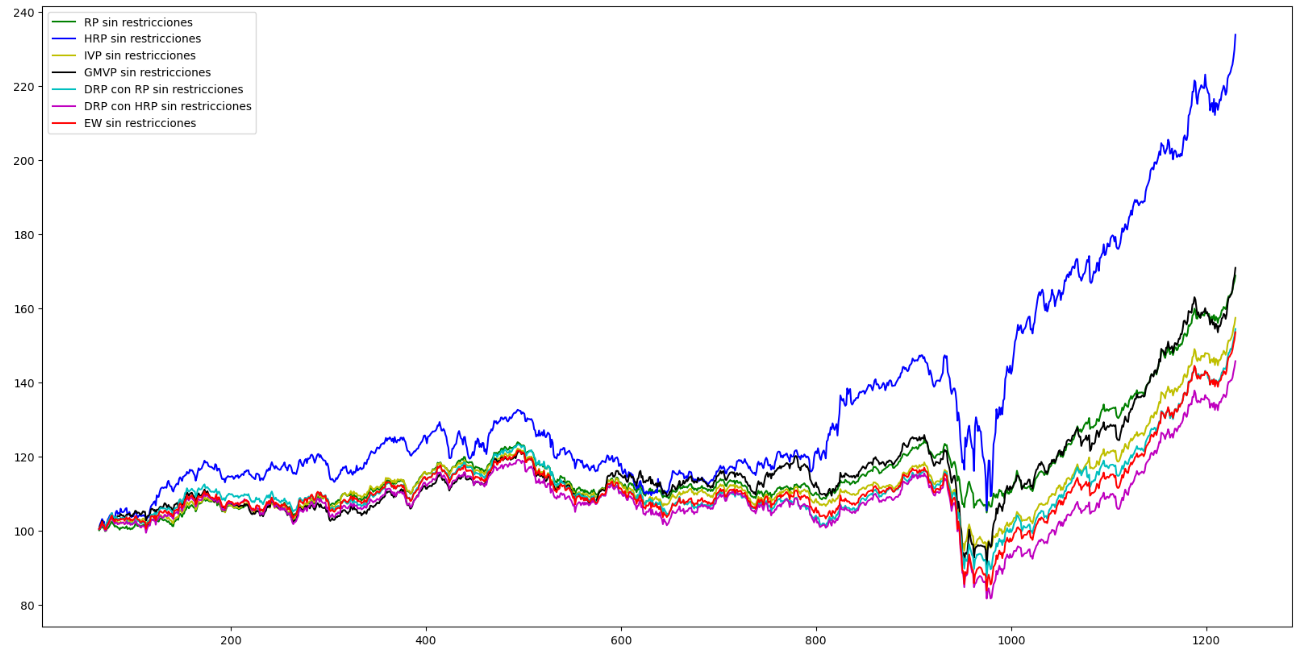 240
220
200
180
160
140
120
100
80
RP sin restricciones
HRP sin restricciones
IVP sin restricciones
GMVP sin restricciones
DRP con RP sin restricciones
DRP con HRP sin restricciones
EW sin restricciones
200
400
600
800
1000
1200